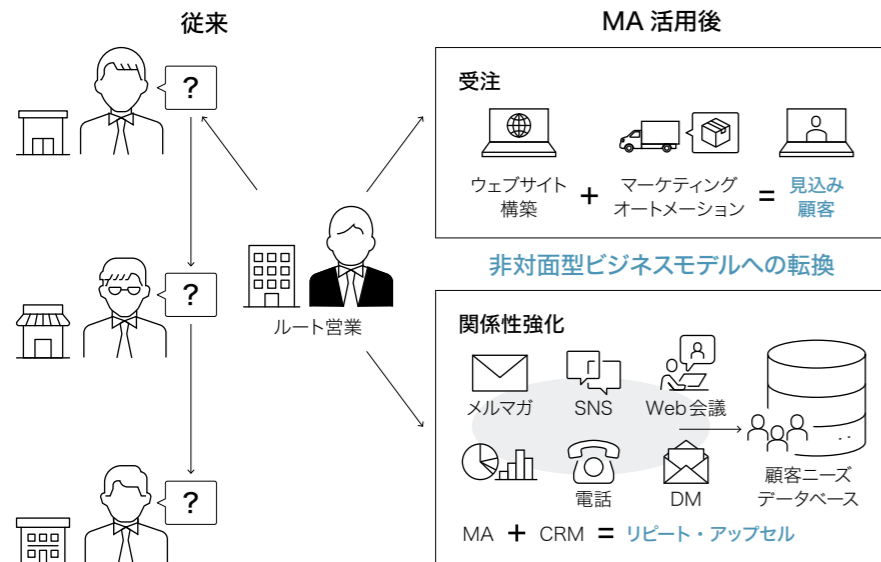 従来
?
?
?
ルート営業
MA 活用後
受注
ウェブサイト
構築
+
マーケティング
オートメーション
=
見込み
顧客
非対面型ビジネスモデルへの転換
関係性強化
メルマガ
SNS
Web会議
電話
DM
顧客ニーズ
データベース
MA + CRM = リピート・アップセル